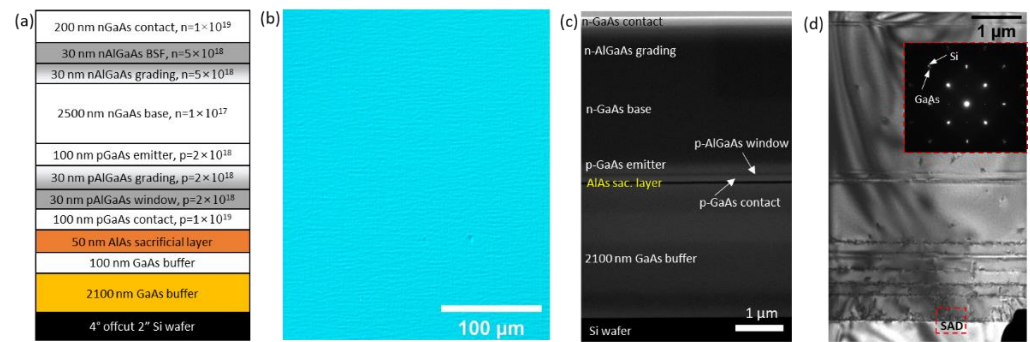 (a)
200 nm nGaAs contact, n=1×10¹⁹
30 nm nAlGaAs BSF, n=5×10¹⁸
30 nm nAlGaAs grading, n=5×10¹⁸
2500 nm nGaAs base, n=1×10¹⁷
100 nm pGaAs emitter, p=2×10¹⁸
30 nm pAlGaAs grading, p=2×10¹⁸
30 nm pAlGaAs window, p=2×10¹⁸
100 nm pGaAs contact, p=1×10¹⁹
50 nm AlAs sacrificial layer
100 nm GaAs buffer
2100 nm GaAs buffer
4° offcut 2” Si wafer
(b)
100 µm
(c)
n-GaAs contact
n-AlGaAs grading
n-GaAs base
p-AlGaAs window
p-GaAs emitter
AlAs sac. layer
p-GaAs contact
2100 nm GaAs buffer
1 µm
Si wafer
(d)
1 µm
Si
GaAs
SAD